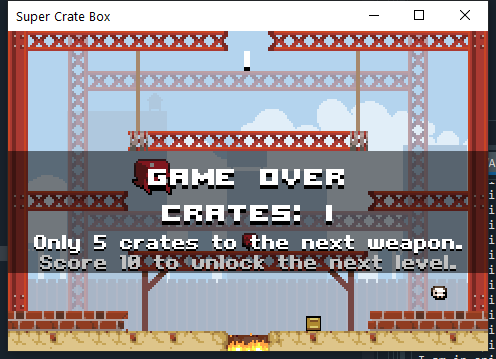 Super Crate Box
1
GAME OVER
CRATES: 1
Only 5 crates to the next weapon.
Score 10 to unlock the next level.